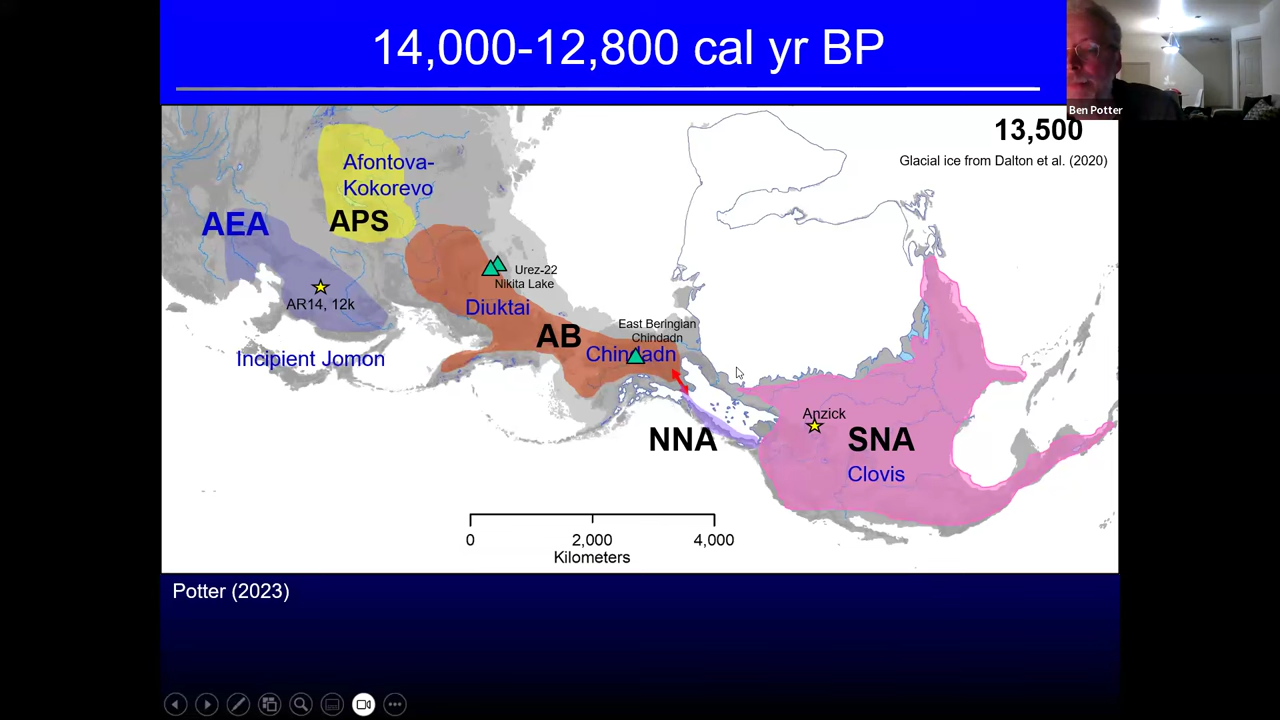 14,000-12,800 cal yr BP
Ben Potter
13,500
Glacial ice from Dalton et al. (2020)
Afontova-
Kokorevo
AEA
APS
AR14, 12k
Incipient Jomon
Urez-22
Nikita Lake
Diuktai
AB
East Beringian
Chindadn
Chindadn
NNA
Anzick
SNA
Clovis
0
2,000
4,000
Kilometers
Potter (2023)